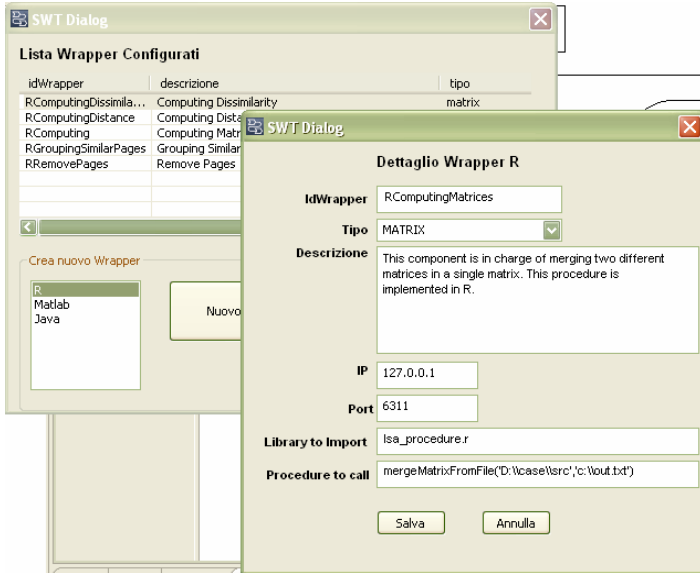 SWT Dialog
Lista Wrapper Configurati
idWrapper descrizione tipo
RComputingDissimila... Computing Dissimilarity matrix
RComputingDistance Computing Dista
RComputing Computing Matr
RGroupingSimilarPages Grouping Similar
RRemovePages Remove Pages
Crea nuovo Wrapper
R
Matlab
Java
Nuovo
SWT Dialog
Dettaglio Wrapper R
IdWrapper RComputingMatrices
Tipo MATRIX
Descrizione This component is in charge of merging two different
matrices in a single matrix. This procedure is
implemented in R.
IP 127.0.0.1
Port 6311
Library to Import lsa_procedure.r
Procedure to call mergeMatrixFromFile('D:\\case\\src','c:\\out.txt')
Salva Annulla